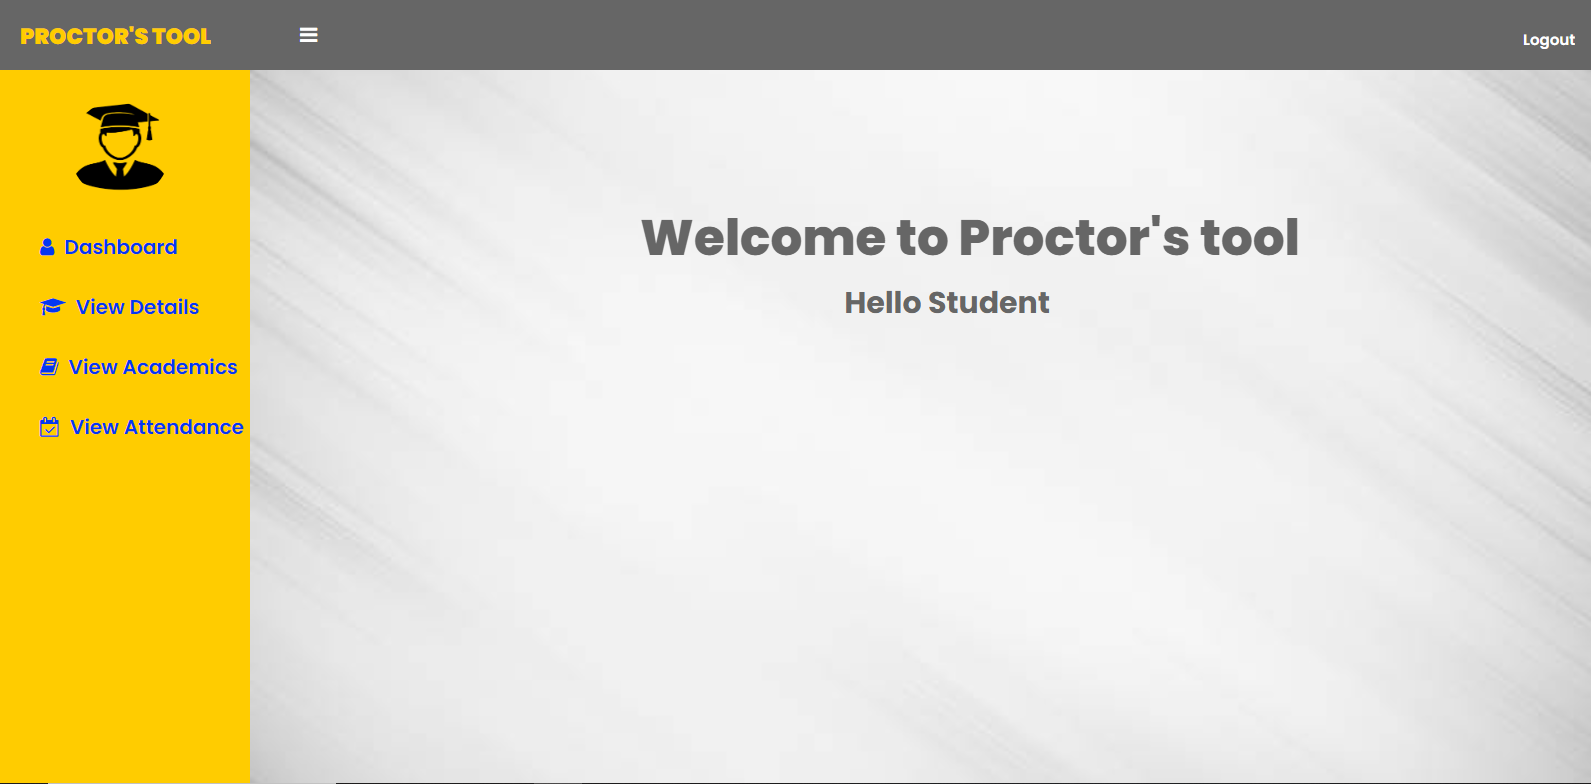 PROCTOR'S TOOL
Logout
Dashboard
View Details
View Academics
View Attendance
Welcome to Proctor's tool
Hello Student